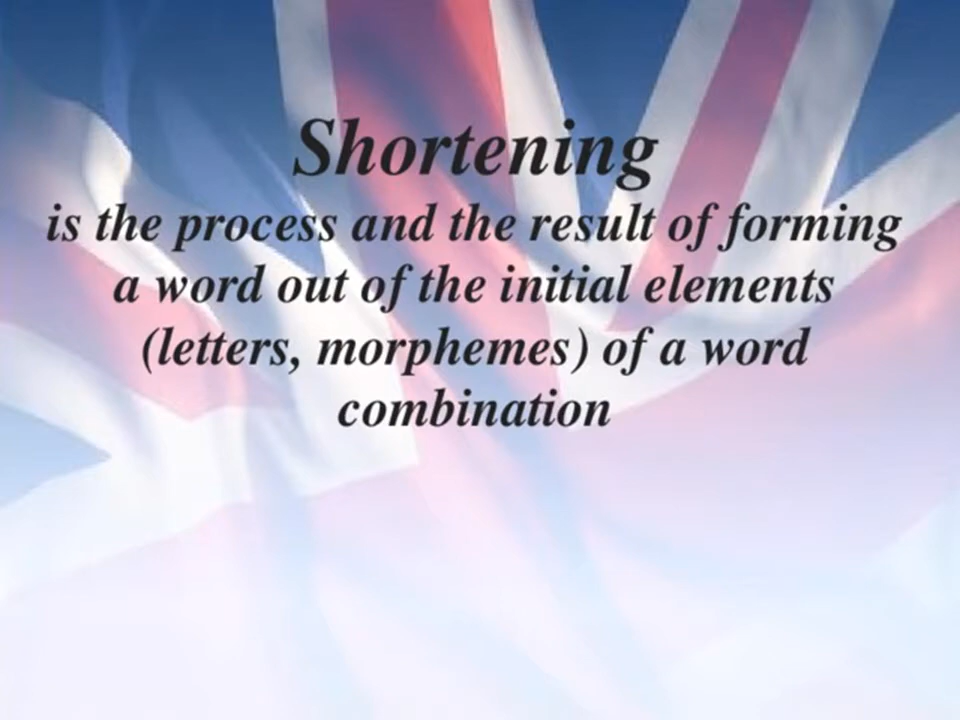 Shortening
is the process and the result of forming
a word out of the initial elements
(letters, morphemes) of a word
combination